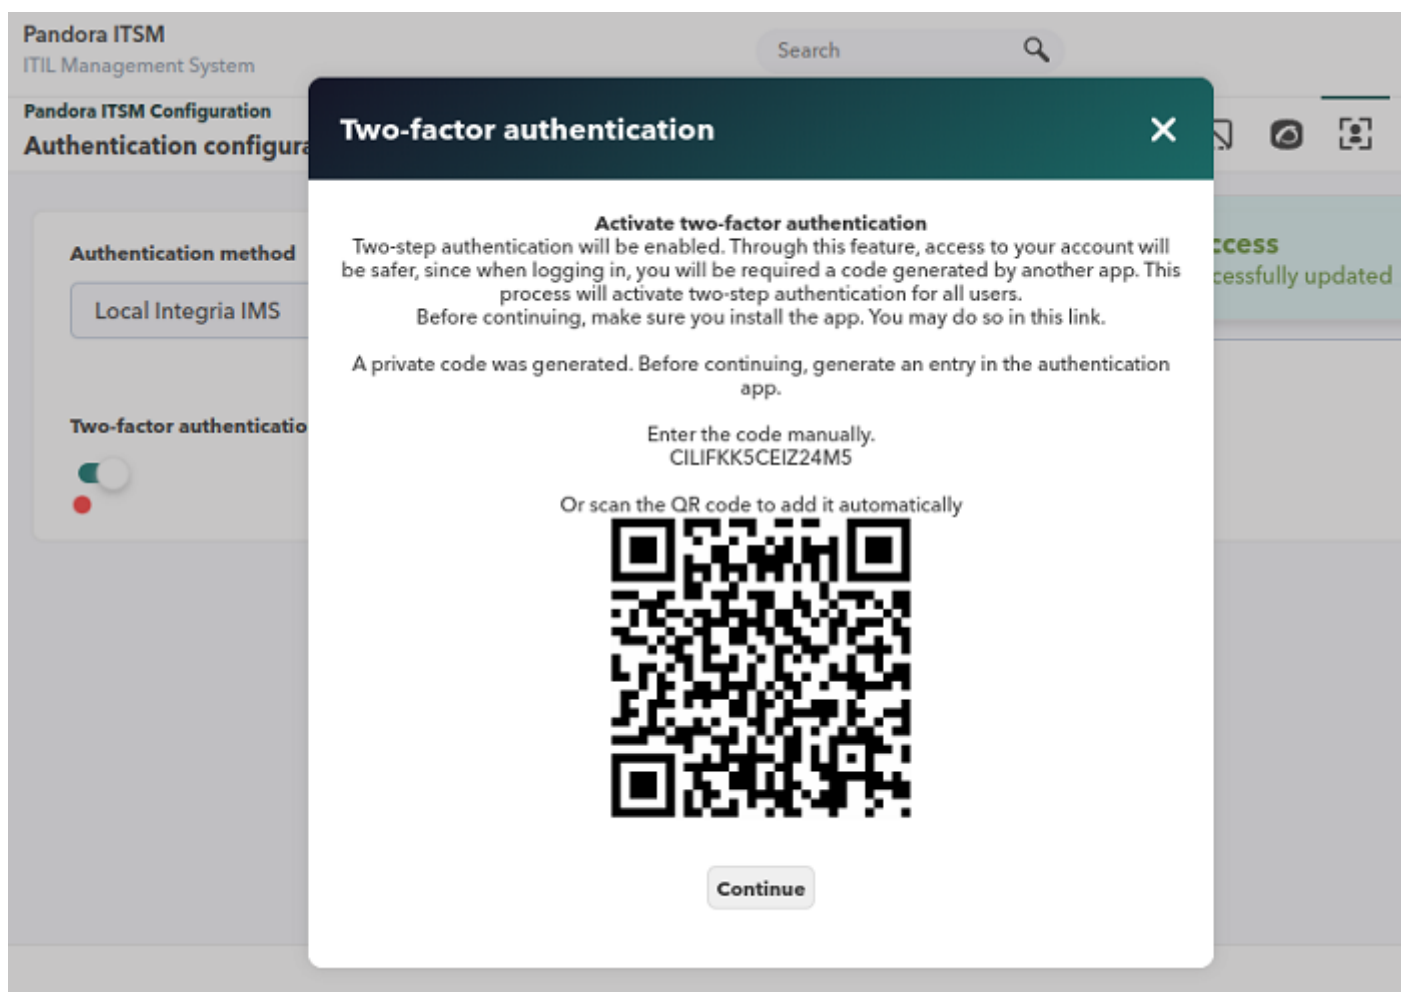 Pandora ITSM
ITIL Management System
Search
Pandora ITSM Configuration
Authentication configura
Two-factor authentication
Authentication method
Local Integria IMS
Two-factor authenticatio
ccess
cessfully updated
Activate two-factor authentication
Two-step authentication will be enabled. Through this feature, access to your account will
be safer, since when logging in, you will be required a code generated by another app. This
process will activate two-step authentication for all users.
Before continuing, make sure you install the app. You may do so in this link.
A private code was generated. Before continuing, generate an entry in the authentication
app.
Enter the code manually.
CILIFKK5CEIZ24M5
Or scan the QR code to add it automatically
Continue